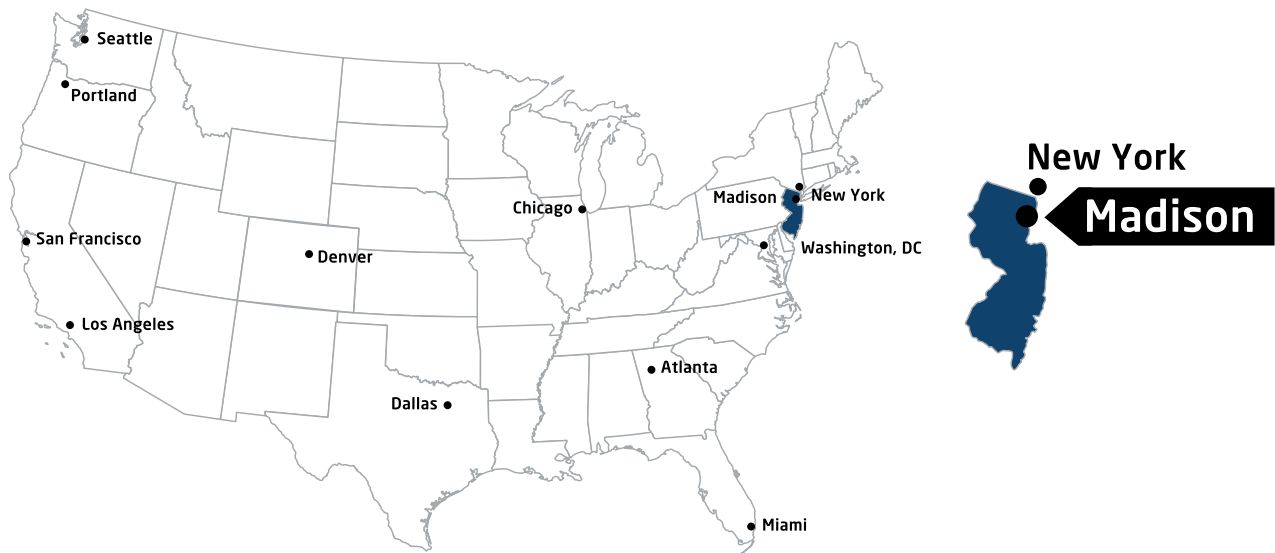 Seattle
Portland
San Francisco
Los Angeles
Denver
Dallas
Chicago
Atlanta
Miami
Madison
New York
Washington, DC
New York
Madison